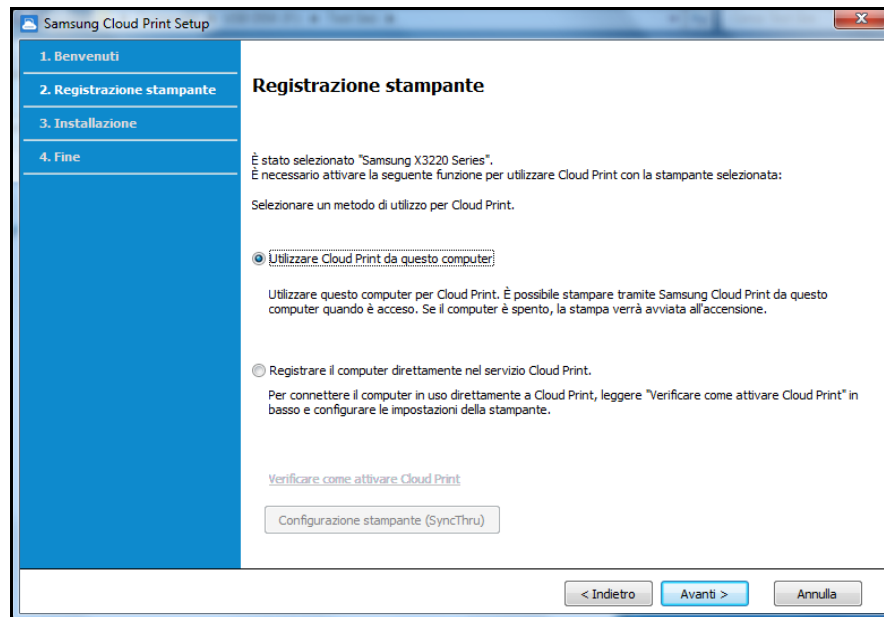 Samsung Cloud Print Setup
1. Benvenuti
2. Registrazione stampante
3. Installazione
4. Fine
Registrazione stampante
È stato selezionato "Samsung X3220 Series".
È necessario attivare la seguente funzione per utilizzare Cloud Print con la stampante selezionata:
Selezionare un metodo di utilizzo per Cloud Print.
Utilizzare Cloud Print da questo computer
Utilizzare questo computer per Cloud Print. È possibile stampare tramite Samsung Cloud Print da questo
computer quando è acceso. Se il computer è spento, la stampa verrà avviata all'accensione.
Registrare il computer direttamente nel servizio Cloud Print.
Per connettere il computer in uso direttamente a Cloud Print, leggere "Verificare come attivare Cloud Print" in
basso e configurare le impostazioni della stampante.
Verificare come attivare Cloud Print
Configurazione stampante (SyncThru)
< Indietro
Avanti >
Annulla